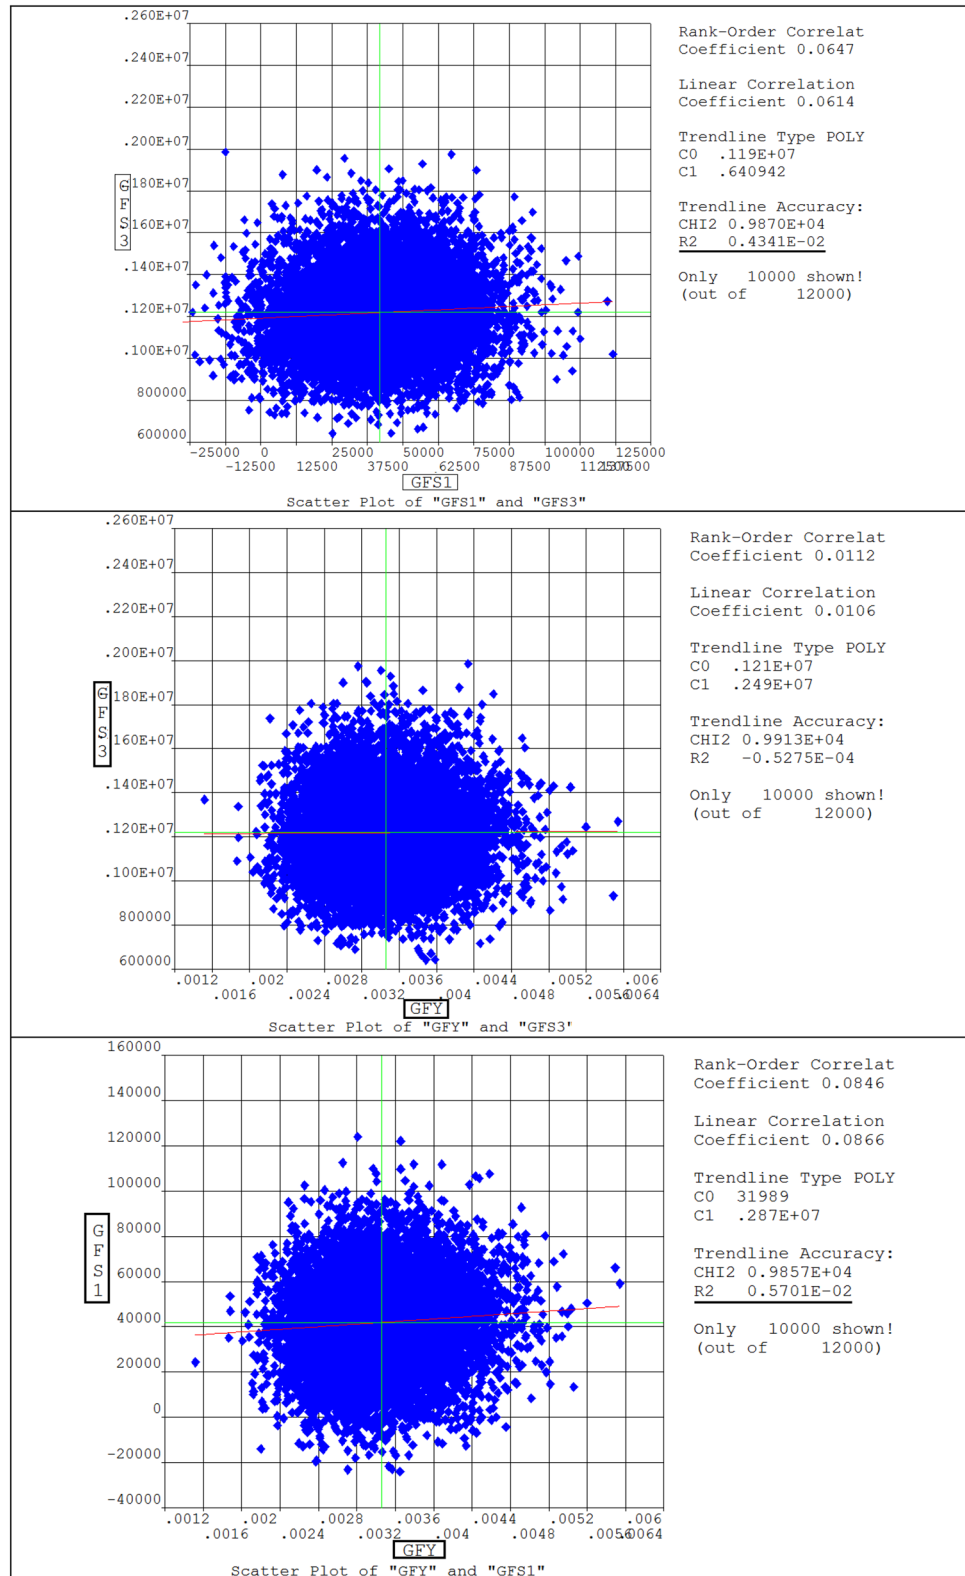 .260E+07
.240E+07
.220E+07
.200E+07
.180E+07
.160E+07
.140E+07
.120E+07
.100E+07
800000
600000
GFS3
-25000 0 25000 50000 75000 100000 125000
-12500 12500 37500 62500 87500 112500 137500
GFS1
Scatter Plot of "GFS1" and "GFS3"
Rank-Order Correlat
Coefficient 0.0647
Linear Correlation
Coefficient 0.0614
Trendline Type POLY
C0 .119E+07
C1 .640942
Trendline Accuracy:
CHI2 0.9870E+04
R2 0.4341E-02
Only 10000 shown!
(out of 12000)
.260E+07
.240E+07
.220E+07
.200E+07
.180E+07
.160E+07
.140E+07
.120E+07
.100E+07
800000
600000
GFS3
.0012 .002 .0028 .0036 .0044 .0052 .006
.0016 .0024 .0032 .004 .0048 .0056 .0064
GFY
Scatter Plot of "GFY" and "GFS3'
Rank-Order Correlat
Coefficient 0.0112
Linear Correlation
Coefficient 0.0106
Trendline Type POLY
C0 .121E+07
C1 .249E+07
Trendline Accuracy:
CHI2 0.9913E+04
R2 -0.5275E-04
Only 10000 shown!
(out of 12000)
160000
140000
120000
100000
80000
60000
40000
20000
0
-20000
-40000
GFS1
.0012 .002 .0028 .0036 .0044 .0052 .006
.0016 .0024 .0032 .004 .0048 .0056 .0064
GFY
Scatter Plot of "GFY" and "GFS1"
Rank-Order Correlat
Coefficient 0.0846
Linear Correlation
Coefficient 0.0866
Trendline Type POLY
C0 31989
C1 .287E+07
Trendline Accuracy:
CHI2 0.9857E+04
R2 0.5701E-02
Only 10000 shown!
(out of 12000)